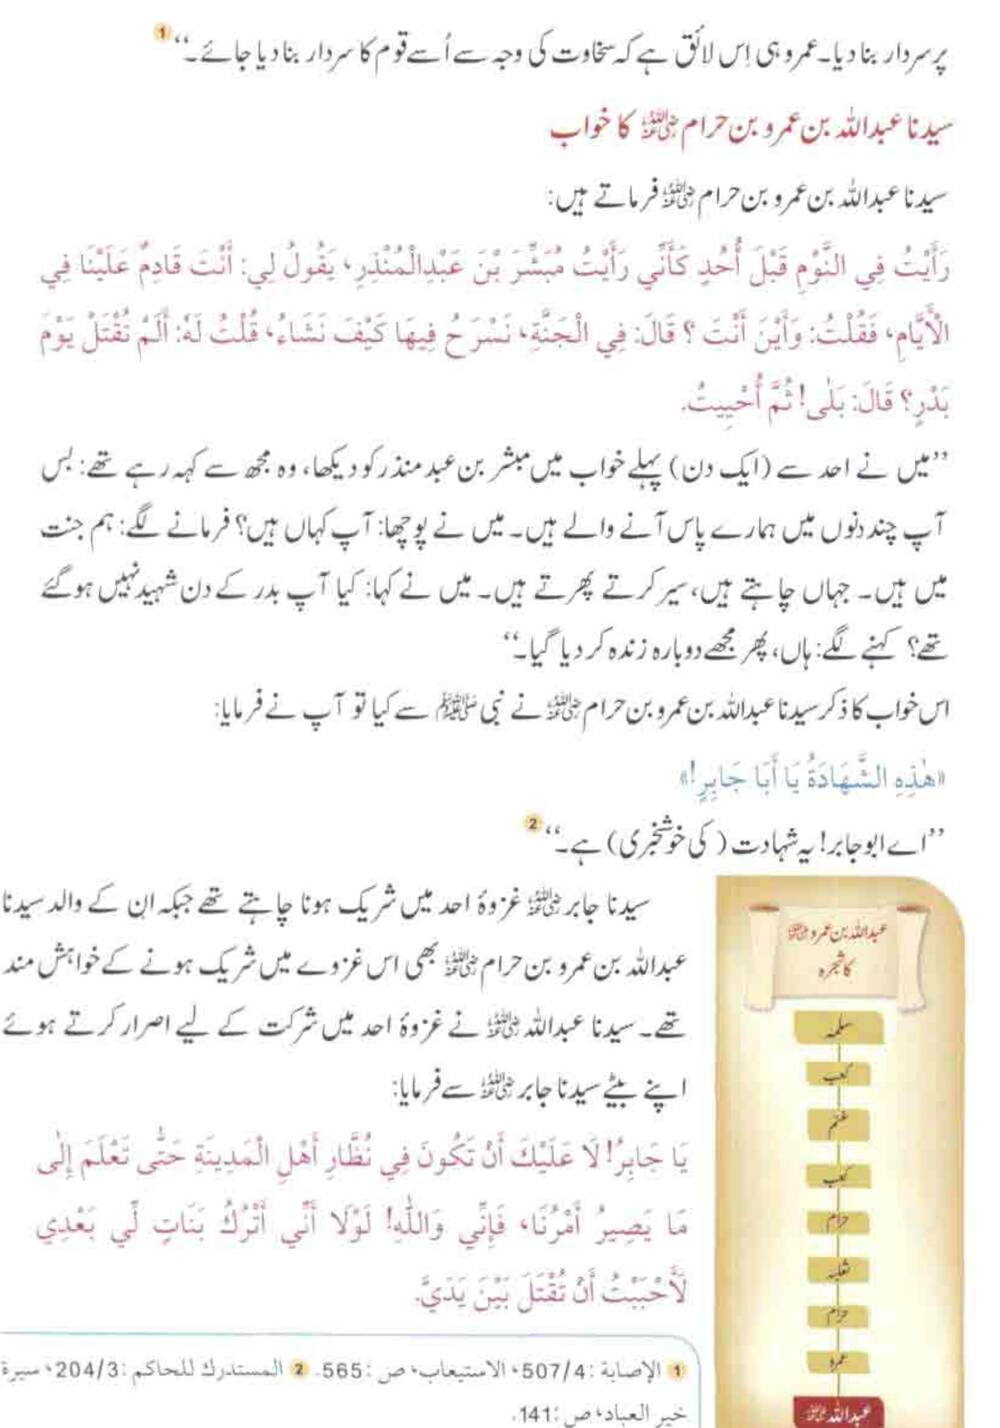 پر سردار بنا دیا۔ عمرو ہی اِس لائق ہے کہ سخاوت کی وجہ سے اُسے قوم کا سردار بنا دیا جائے۔‘‘ 1
سیدنا عبداللہ بن عمرو بن حرام رضی اللہ عنہ کا خواب
سیدنا عبداللہ بن عمرو بن حرام رضی اللہ عنہ فرماتے ہیں:
رَأَيْتُ فِي النَّوْمِ قَبْلَ أُحُدٍ كَأَنِّي رَأَيْتُ مُبَشِّرَ بْنَ عَبْدِالْمُنْذِرِ، يَقُولُ لِي: أَنْتَ قَادِمٌ عَلَيْنَا فِي
الْأَيَّامِ، فَقُلْتُ: وَأَيْنَ أَنْتَ؟ قَالَ: فِي الْجَنَّةِ، نَسْرَحُ فِيهَا كَيْفَ نَشَاءُ، قُلْتُ لَهُ: أَلَمْ تُقْتَلْ يَوْمَ
بَدْرٍ؟ قَالَ: بَلٰى! ثُمَّ أُحْيِيتُ.
’’میں نے احد سے (ایک دن) پہلے خواب میں مبشر بن عبد منذر کو دیکھا، وہ مجھ سے کہہ رہے تھے: بس
آپ چند دنوں میں ہمارے پاس آنے والے ہیں۔ میں نے پوچھا: آپ کہاں ہیں؟ فرمانے لگے: ہم جنت
میں ہیں۔ جہاں چاہتے ہیں، سیر کرتے پھرتے ہیں۔ میں نے کہا: کیا آپ بدر کے دن شہید نہیں ہو گئے
تھے؟ کہنے لگے: ہاں، پھر مجھے دوبارہ زندہ کر دیا گیا۔‘‘
اس خواب کا ذکر سیدنا عبداللہ بن عمرو بن حرام رضی اللہ عنہ نے نبی ﷺ سے کیا تو آپ نے فرمایا:
«هٰذِهِ الشَّهَادَةُ يَا أَبَا جَابِرٍ!»
’’اے ابو جابر! یہ شہادت (کی خوشخبری) ہے۔‘‘ 2
سیدنا جابر رضی اللہ عنہ غزوۂ احد میں شریک ہونا چاہتے تھے جبکہ ان کے والد سیدنا
عبداللہ بن عمرو بن حرام رضی اللہ عنہ بھی اس غزوے میں شریک ہونے کے خواہش مند
تھے۔ سیدنا عبداللہ رضی اللہ عنہ نے غزوۂ احد میں شرکت کے لیے اصرار کرتے ہوئے
اپنے بیٹے سیدنا جابر رضی اللہ عنہ سے فرمایا:
يَا جَابِرُ! لَا عَلَيْكَ أَنْ تَكُونَ فِي نُظَّارِ أَهْلِ الْمَدِينَةِ حَتّٰى تَعْلَمَ إِلٰى
مَا يَصِيرُ أَمْرُنَا، فَإِنِّي وَاللّٰهِ! لَوْلَا أَنِّي أَتْرُكُ بَنَاتٍ لِّي بَعْدِي
لَأَحْبَبْتُ أَنْ تُقْتَلَ بَيْنَ يَدَيَّ.
عبداللہ بن عمرو رضی اللہ عنہ
کا شجرہ
سلمہ
کعب
غنم
کعب
حرام
ثعلبہ
حرام
عمرو
عبداللہ رضی اللہ عنہ
1 الإصابة: 507/4، الاستيعاب، ص: 565. 2 المستدرك للحاكم: 204/3، سيرة
خير العباد، ص: 141.